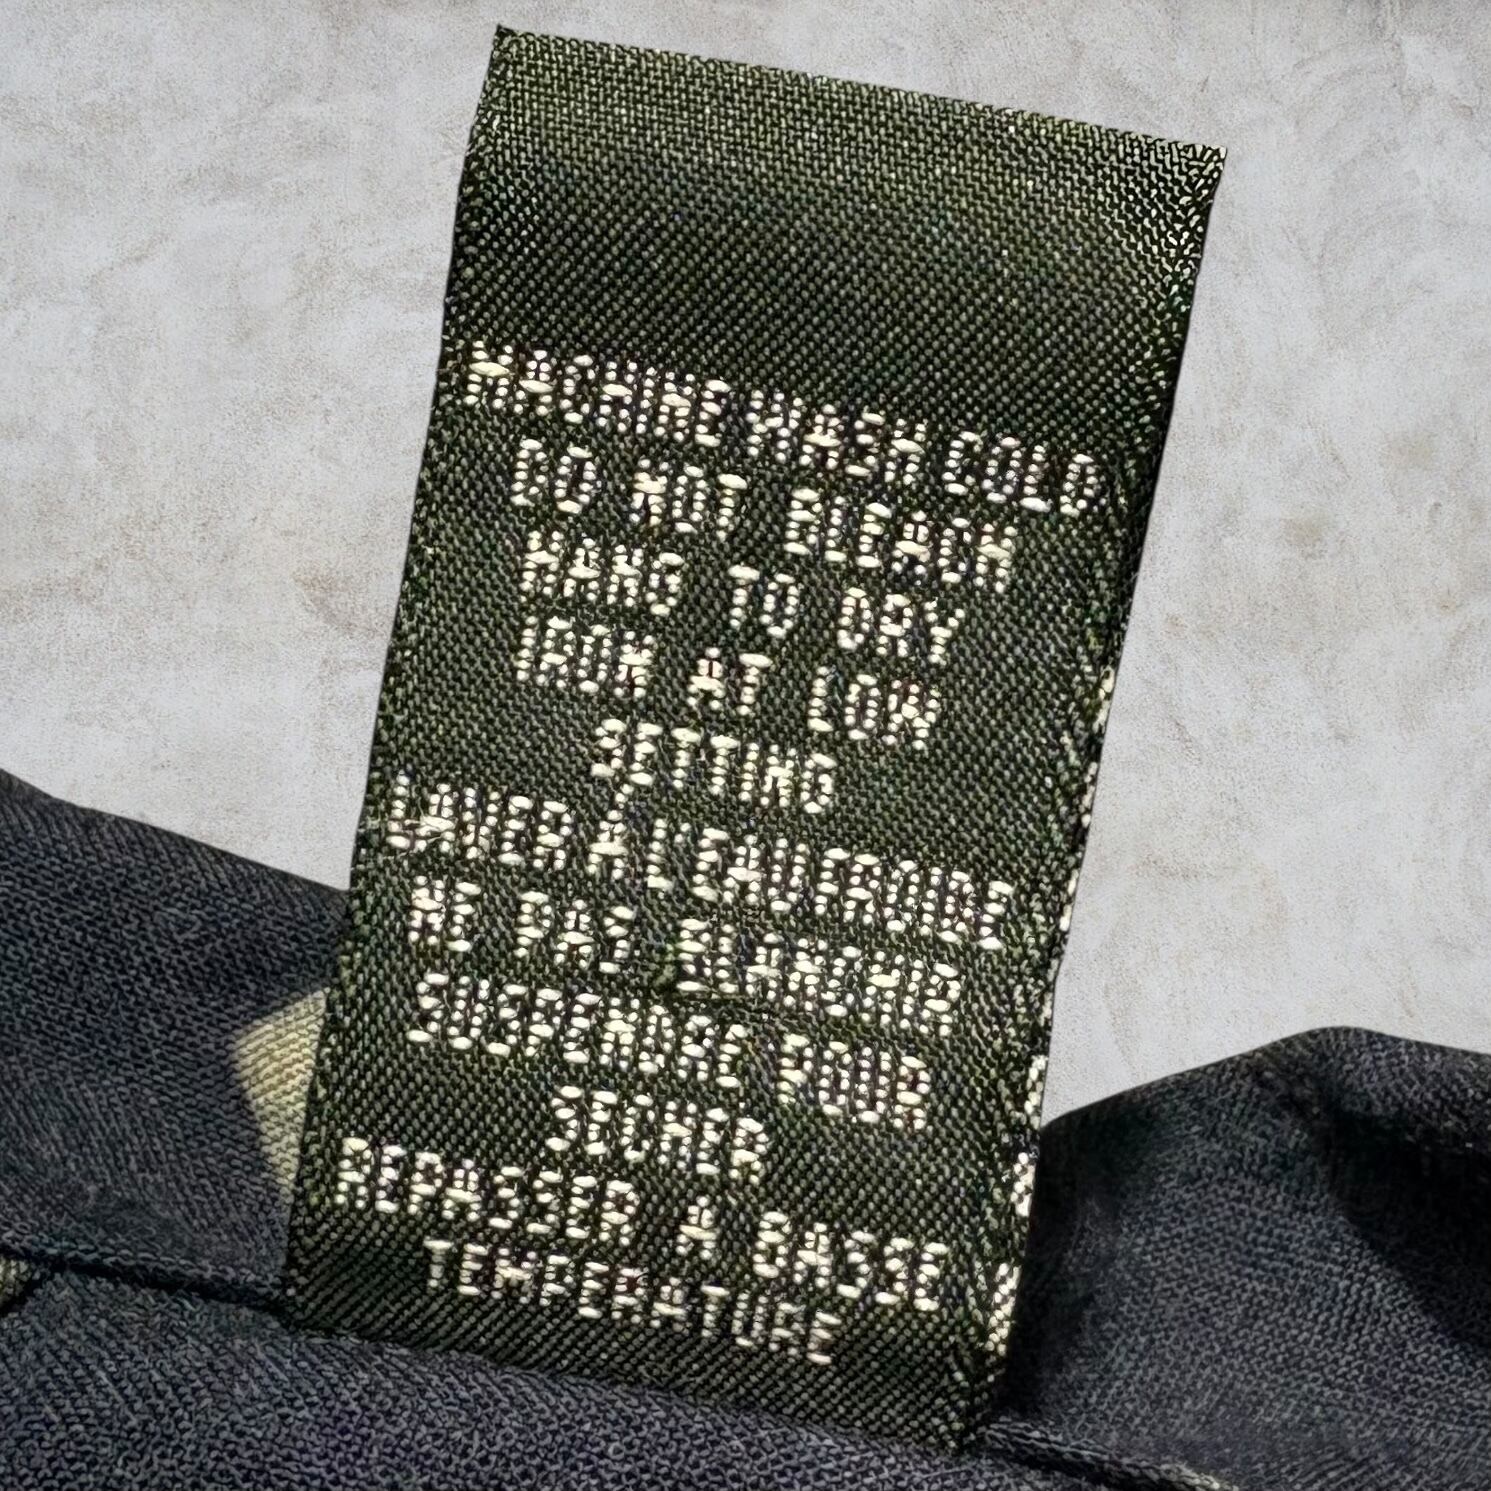 MACHINE WASH COLD
DO NOT BLEACH
HANG TO DRY
IRON AT LOW
SETTING
LAVER À L'EAU FROIDE
NE PAS BLANCHIR
SUSPENDRE POUR
SECHER
REPASSER A BASSE
TEMPERATURE